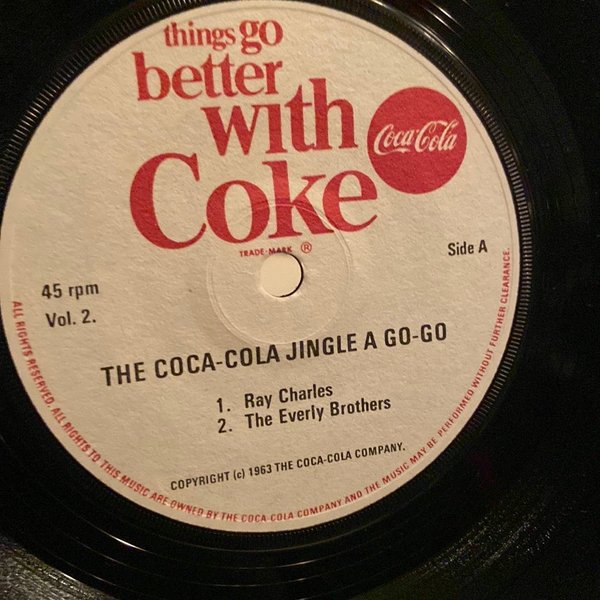 things go
better
with
Coke
Coca-Cola
TRADE-MARK ®
Side A
45 rpm
Vol. 2.
THE COCA-COLA JINGLE A GO-GO
1. Ray Charles
2. The Everly Brothers
COPYRIGHT (c) 1963 THE COCA-COLA COMPANY.
ALL RIGHTS RESERVED. ALL RIGHTS TO THIS MUSIC ARE OWNED BY THE COCA-COLA COMPANY AND THE MUSIC MAY BE PERFORMED WITHOUT FURTHER CLEARANCE.